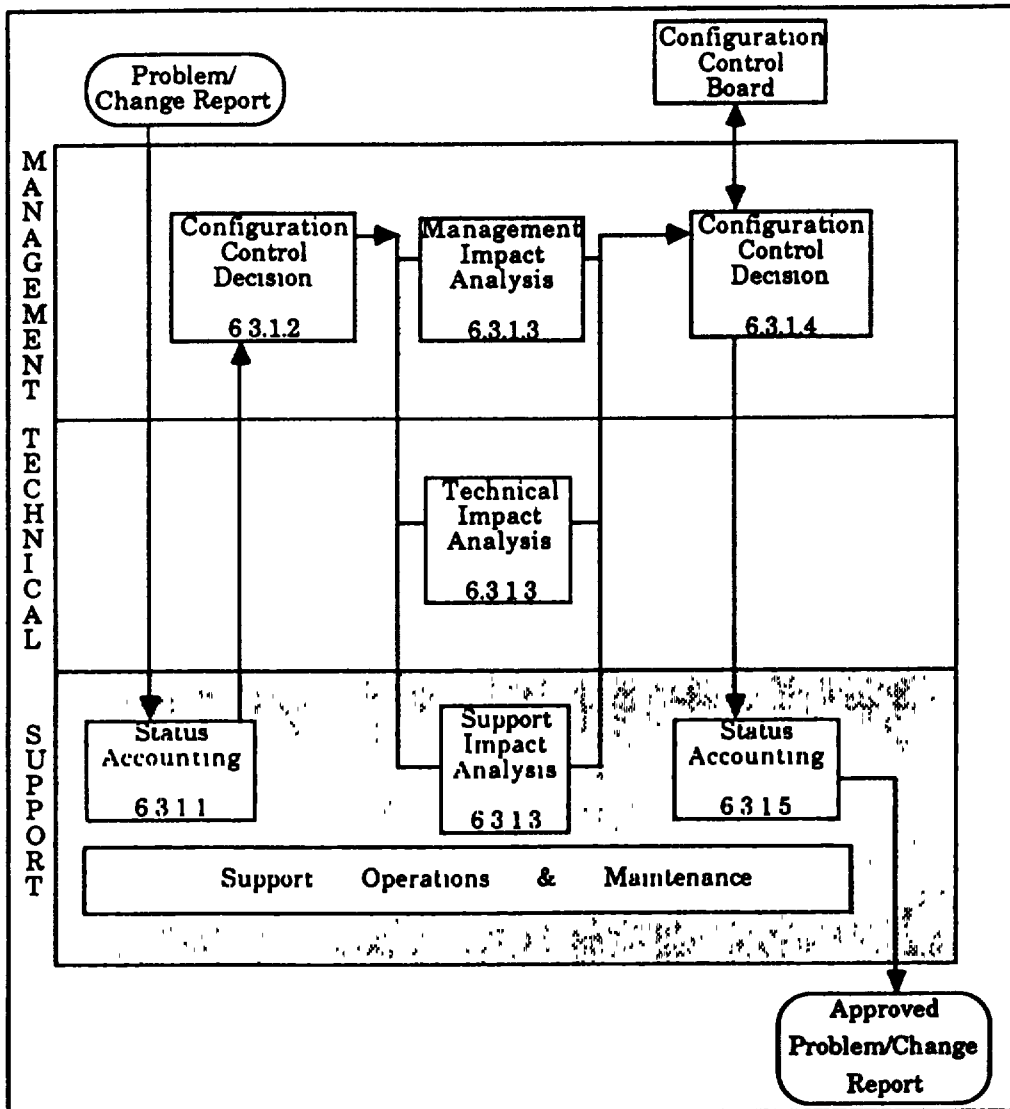 Problem/
Change Report
Configuration
Control
Board
MANAGEMENT
Configuration
Control
Decision
6 3.1.2
Management
Impact
Analysis
6.3.1.3
Configuration
Control
Decision
6.3.1.4
TECHNICAL
Technical
Impact
Analysis
6.3 1 3
SUPPORT
Status
Accounting
6 3 1 1
Support
Impact
Analysis
6 3 1 3
Status
Accounting
6 3 1 5
Support Operations & Maintenance
Approved
Problem/Change
Report